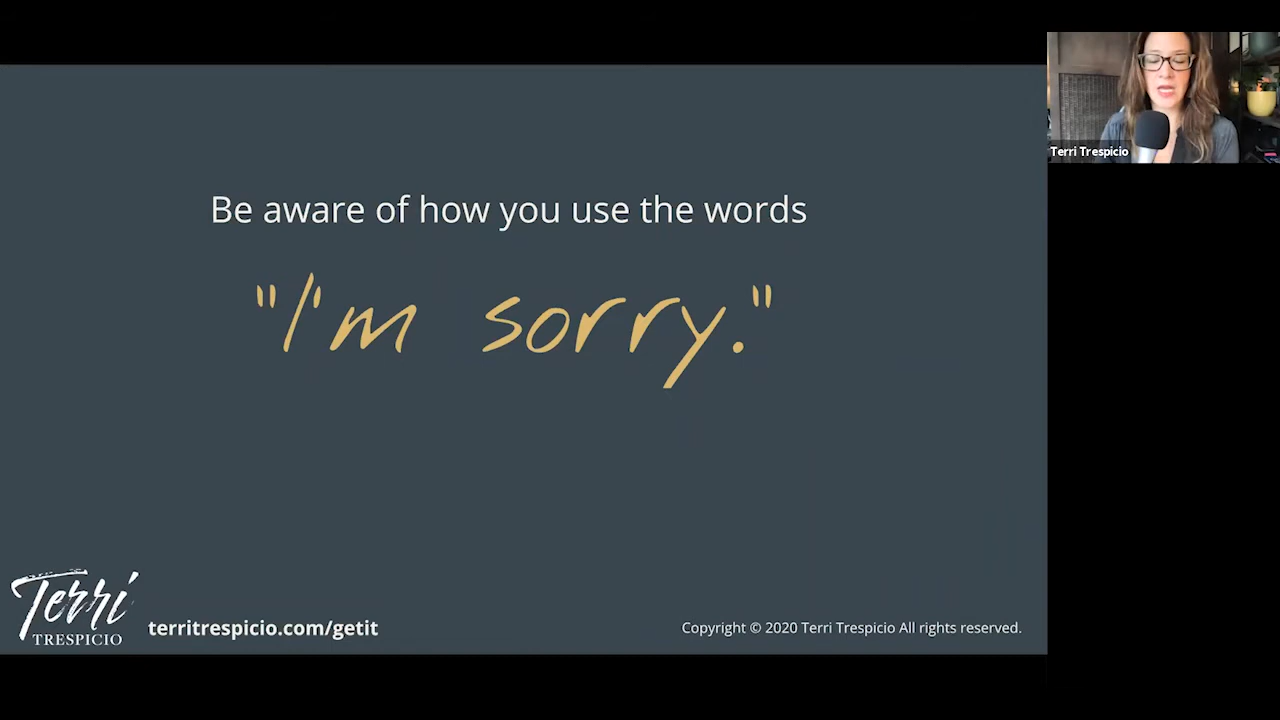 Be aware of how you use the words
"I'm sorry."
Terri
TRESPICIO
territrespicio.com/getit
Copyright © 2020 Terri Trespicio All rights reserved.
Terri Trespicio